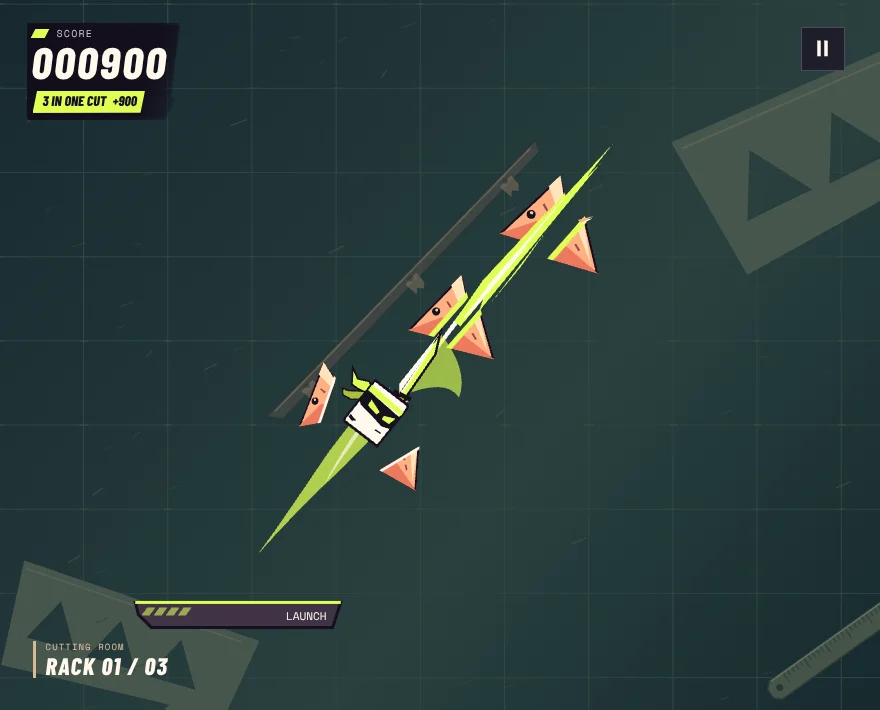 SCORE
000900
3 IN ONE CUT +900
LAUNCH
CUTTING ROOM
RACK 01 / 03